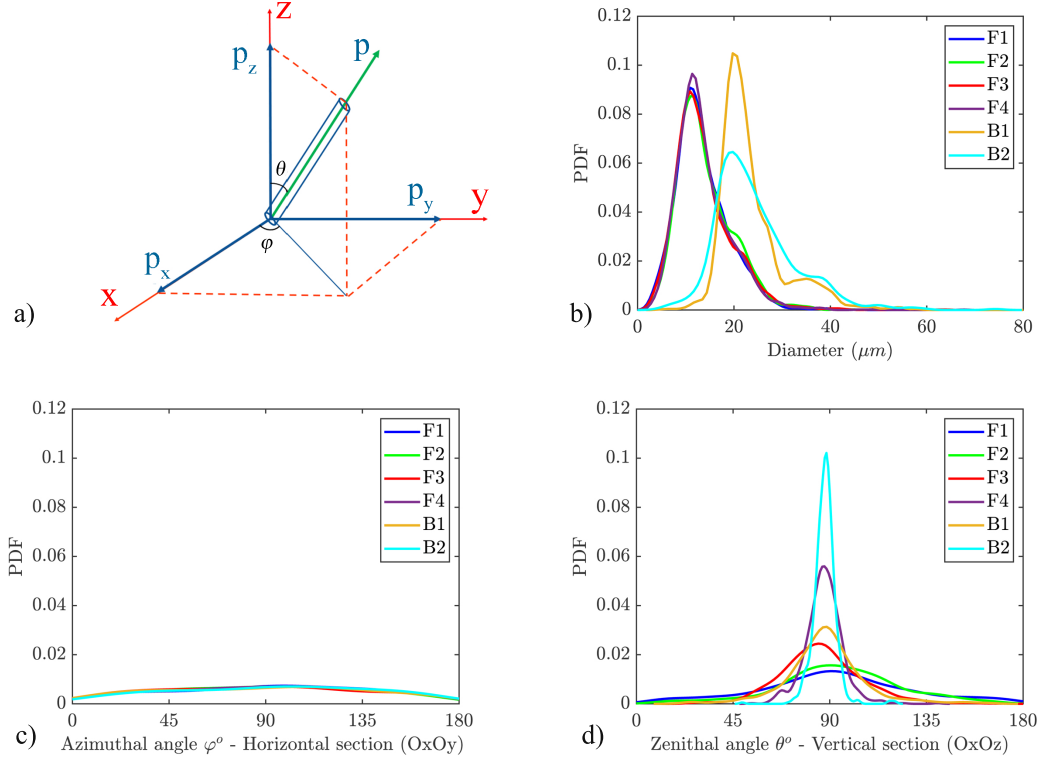 z
p_z
p
θ
p_y
y
φ
p_x
x
a)
0.12
0.1
0.08
0.06
0.04
0.02
0
PDF
F1
F2
F3
F4
B1
B2
0 20 40 60 80
Diameter (μm)
b)
0.12
0.1
0.08
0.06
0.04
0.02
0
PDF
F1
F2
F3
F4
B1
B2
0 45 90 135 180
Azimuthal angle φ° - Horizontal section (OxOy)
c)
0.12
0.1
0.08
0.06
0.04
0.02
0
PDF
F1
F2
F3
F4
B1
B2
0 45 90 135 180
Zenithal angle θ° - Vertical section (OxOz)
d)